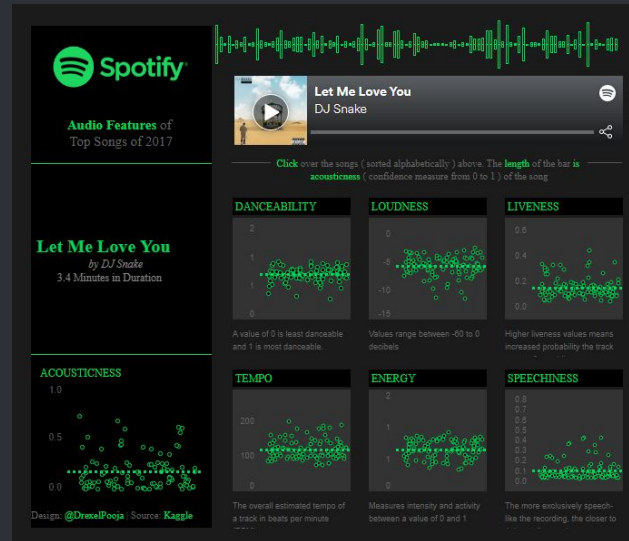 Spotify
Audio Features of
Top Songs of 2017
Let Me Love You
DJ Snake
Click over the songs ( sorted alphabetically ) above. The length of the bar is
acousticness ( confidence measure from 0 to 1 ) of the song
Let Me Love You
by DJ Snake
3.4 Minutes in Duration
DANCEABILITY
2
1
1
0
A value of 0 is least danceable
and 1 is most danceable.
LOUDNESS
0
-5
-10
-15
Values range between -60 to 0
decibels
LIVENESS
0.6
0.4
0.2
0.0
Higher liveness values means
increased probability the track
ACOUSTICNESS
1.0
0.5
0.0
TEMPO
200
100
0
The overall estimated tempo of
a track in beats per minute
ENERGY
2
1
1
0
Measures intensity and activity
between a value of 0 and 1
SPEECHINESS
0.8
0.7
0.6
0.5
0.4
0.3
0.2
0.1
0.0
The more exclusively speech-
like the recording, the closer to
Design: @DrexelPooja | Source: Kaggle